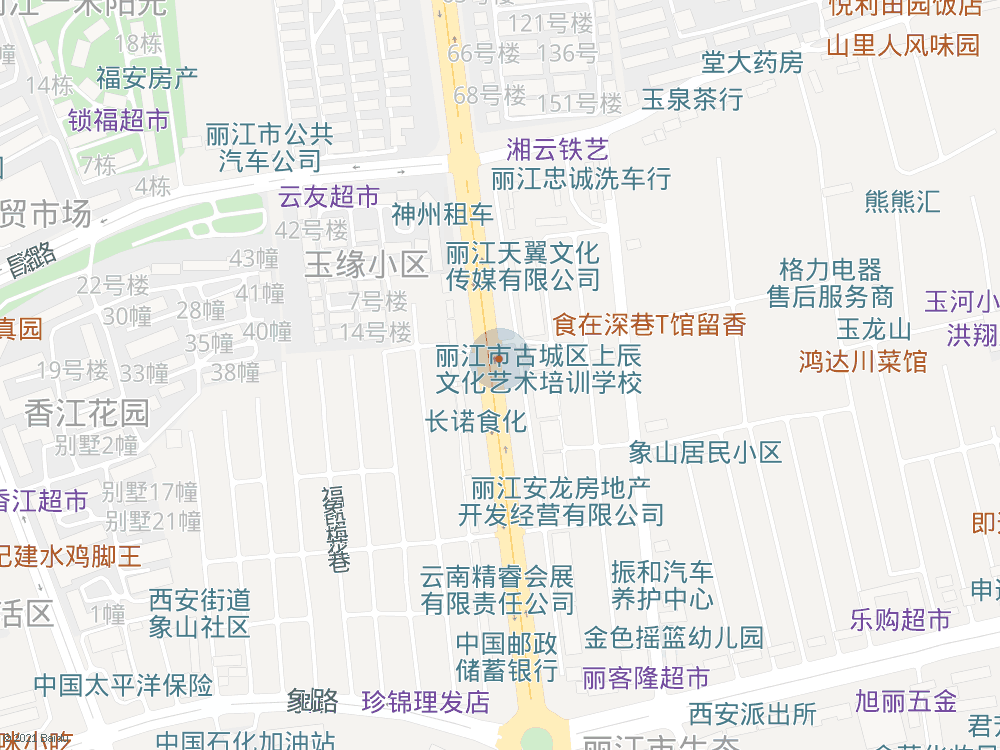 121号楼
悦利田园饭店
18栋
66号楼
136号
山里人风味园
福安房产
堂大药房
14栋
68号楼
151号楼
玉泉茶行
锁福超市
丽江市公共
汽车公司
湘云铁艺
7栋
4栋
丽江忠诚洗车行
云友超市
神州租车
熊熊汇
贸市场
42号楼
43幢
玉缘小区
丽江天翼文化
传媒有限公司
格力电器
售后服务商
22号楼
41幢
7号楼
玉河小
30幢
28幢
真园
40幢
14号楼
食在深巷T馆留香
玉龙山
洪翔
35幢
丽江市古城区上辰
文化艺术培训学校
鸿达川菜馆
19号楼
33幢
38幢
香江花园
长诺食化
别墅2幢
象山居民小区
香江超市
别墅17幢
别墅21幢
丽江安龙房地产
开发经营有限公司
记建水鸡脚王
云南精睿会展
有限责任公司
振和汽车
养护中心
活区
1幢
西安街道
象山社区
乐购超市
中国邮政
储蓄银行
金色摇篮幼儿园
中国太平洋保险
丽客隆超市
象山路
珍锦理发店
西安派出所
旭丽五金
咪小吃
中国石化加油站
丽江市生态
© 2021 Baidu